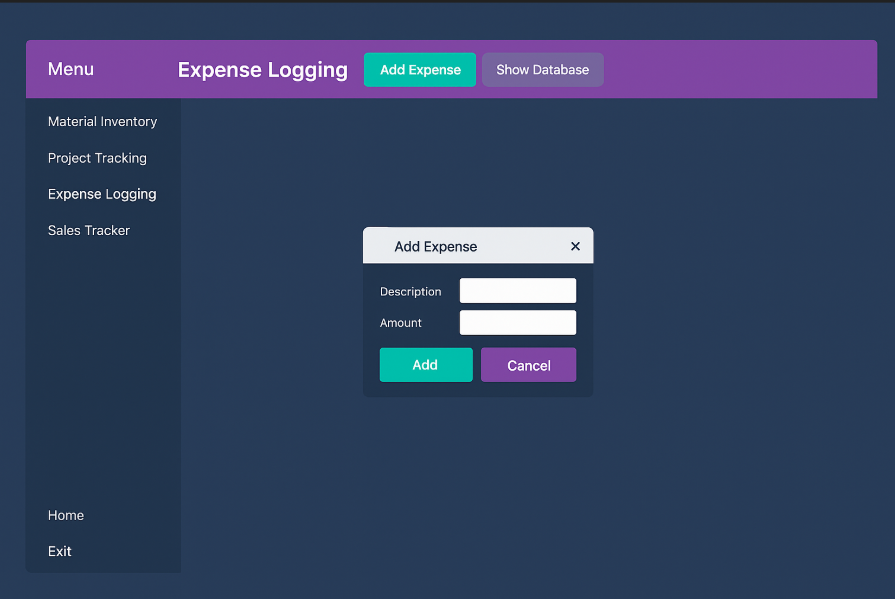 Menu
Expense Logging
Add Expense
Show Database
Material Inventory
Project Tracking
Expense Logging
Sales Tracker
Add Expense ×
Description
Amount
Add
Cancel
Home
Exit